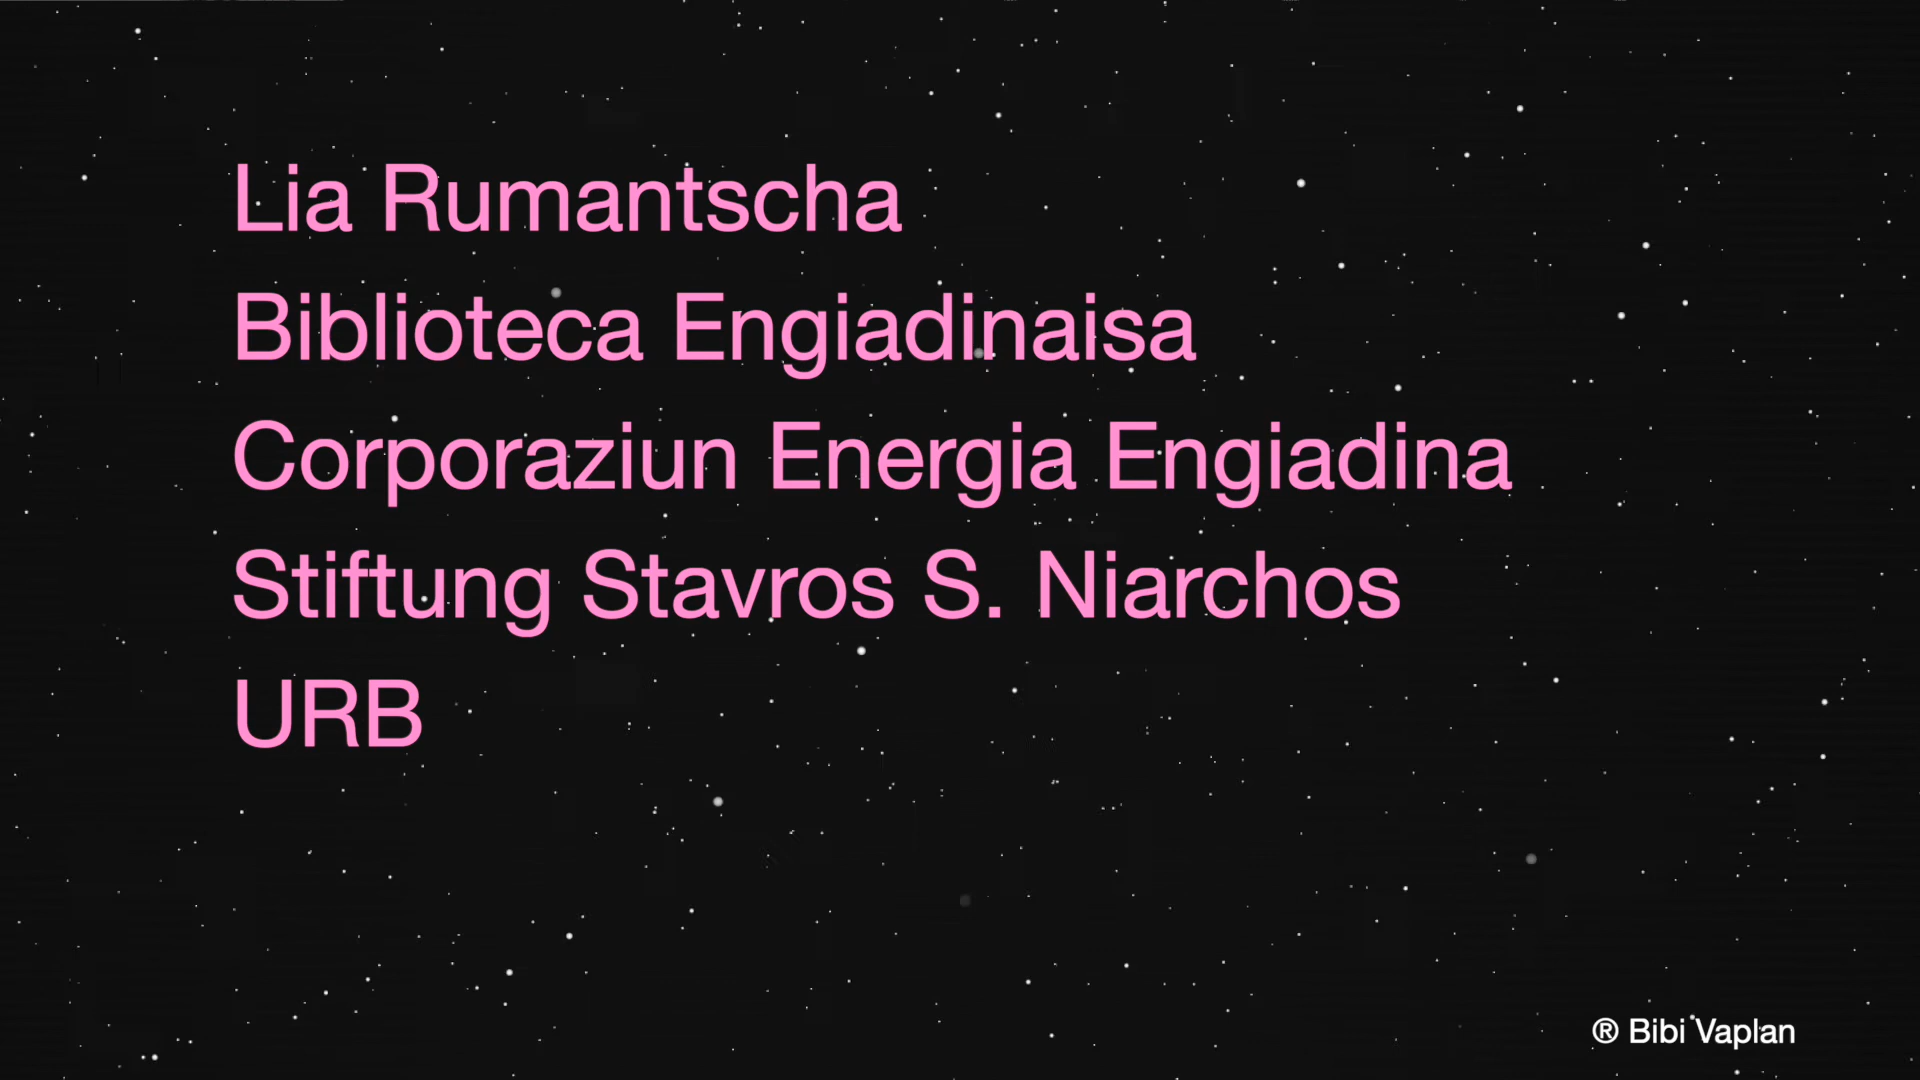 Lia Rumantscha
Biblioteca Engiadinaisa
Corporaziun Energia Engiadina
Stiftung Stavros S. Niarchos
URB
® Bibi Vaplan